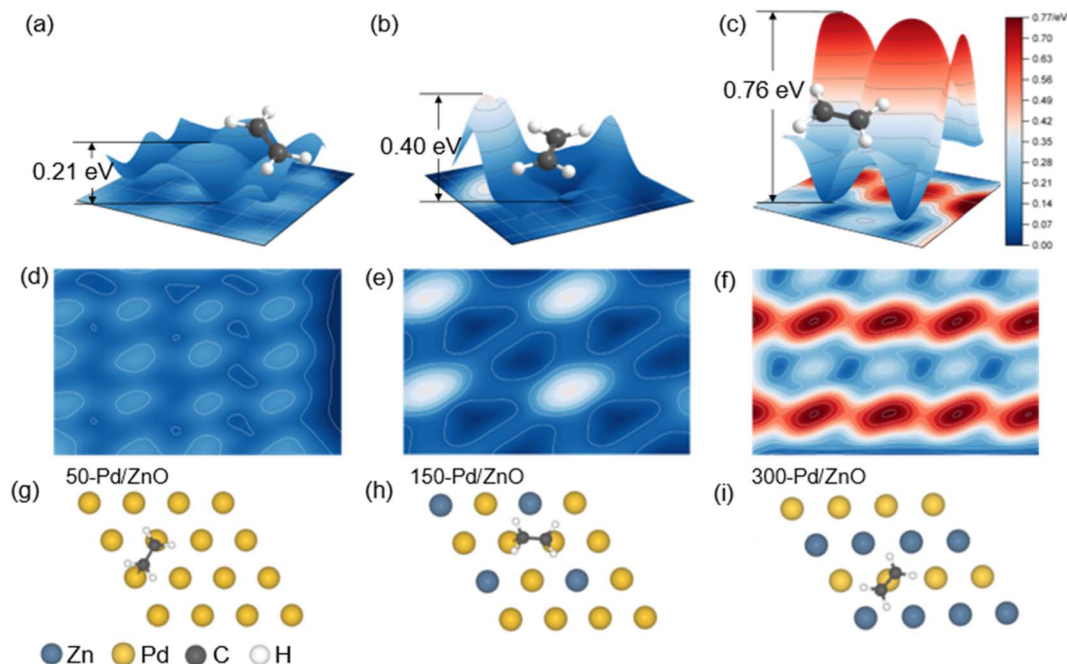 (a)
(b)
(c)
0.21 eV
0.40 eV
0.76 eV
0.77/eV
0.70
0.63
0.56
0.49
0.42
0.35
0.28
0.21
0.14
0.07
0.00
(d)
(e)
(f)
50-Pd/ZnO
150-Pd/ZnO
300-Pd/ZnO
(g)
(h)
(i)
Zn Pd C H